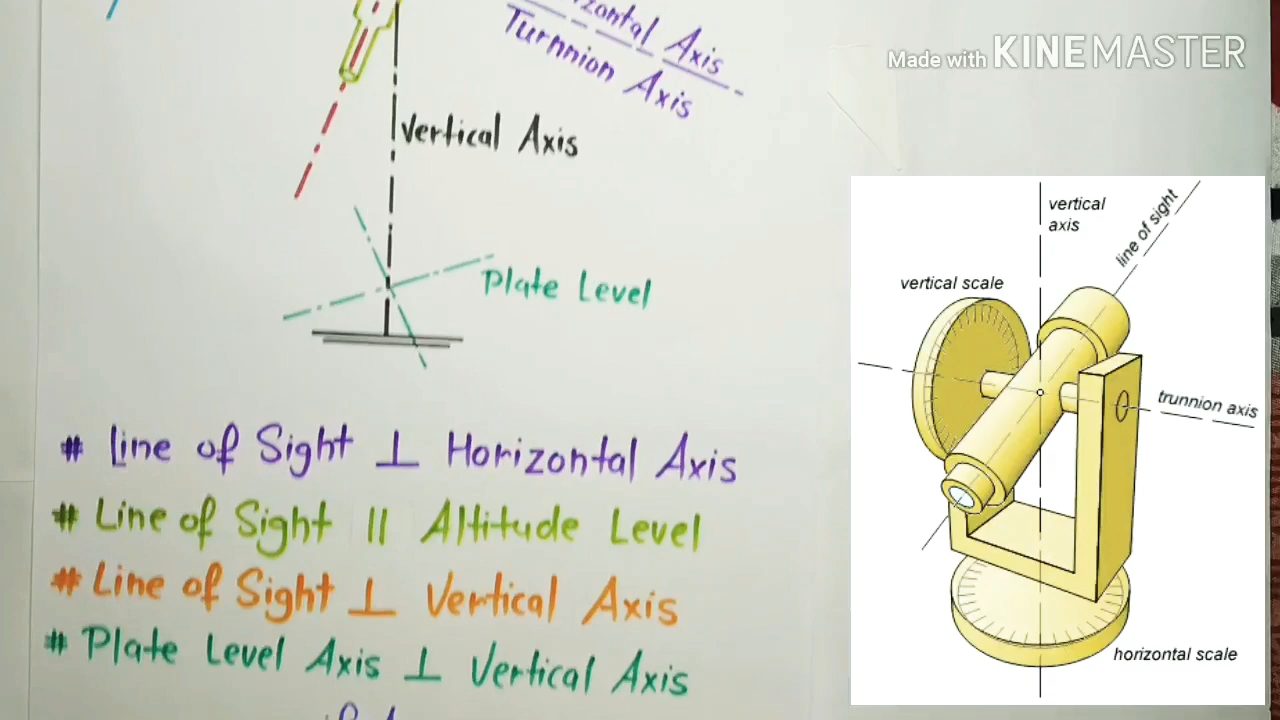 Axis
Turnnion Axis
Vertical Axis
Plate Level
# Line of Sight ⊥ Horizontal Axis
# Line of Sight || Altitude Level
# Line of Sight ⊥ Vertical Axis
# Plate Level Axis ⊥ Vertical Axis
Made with KINEMASTER
vertical
axis
line of sight
vertical scale
trunnion axis
horizontal scale